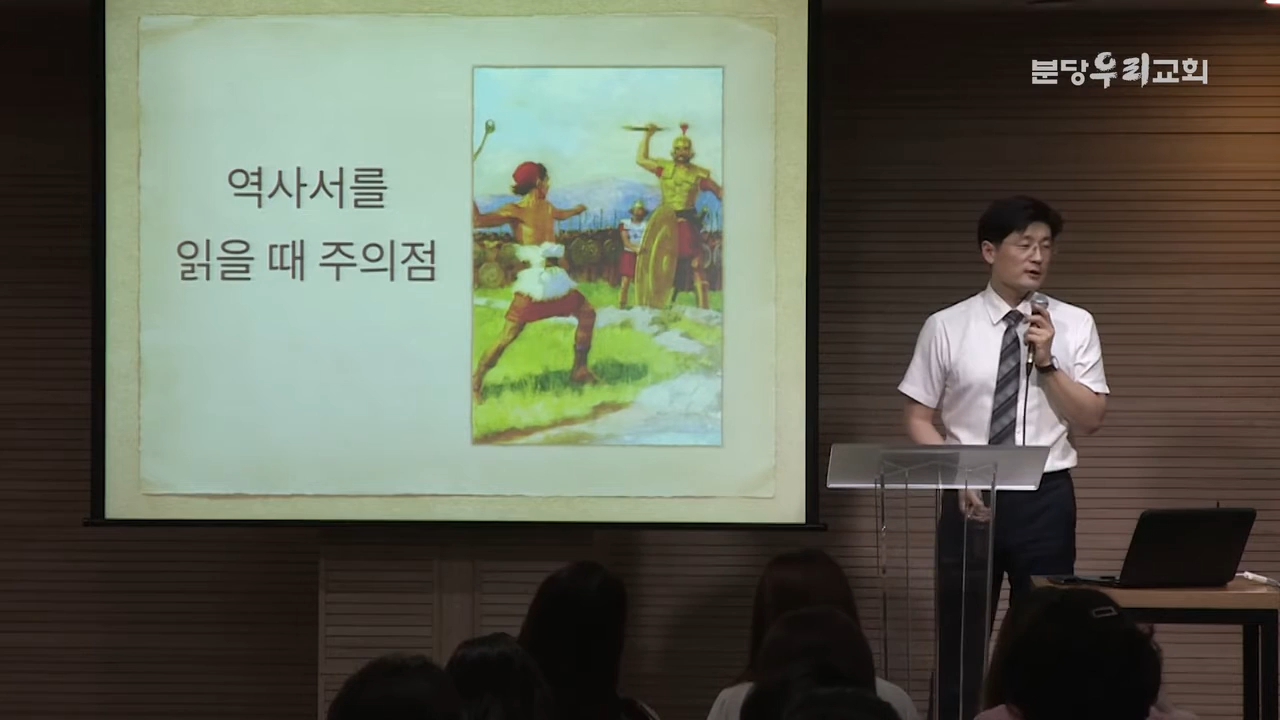 분당우리교회
역사서를
읽을 때 주의점